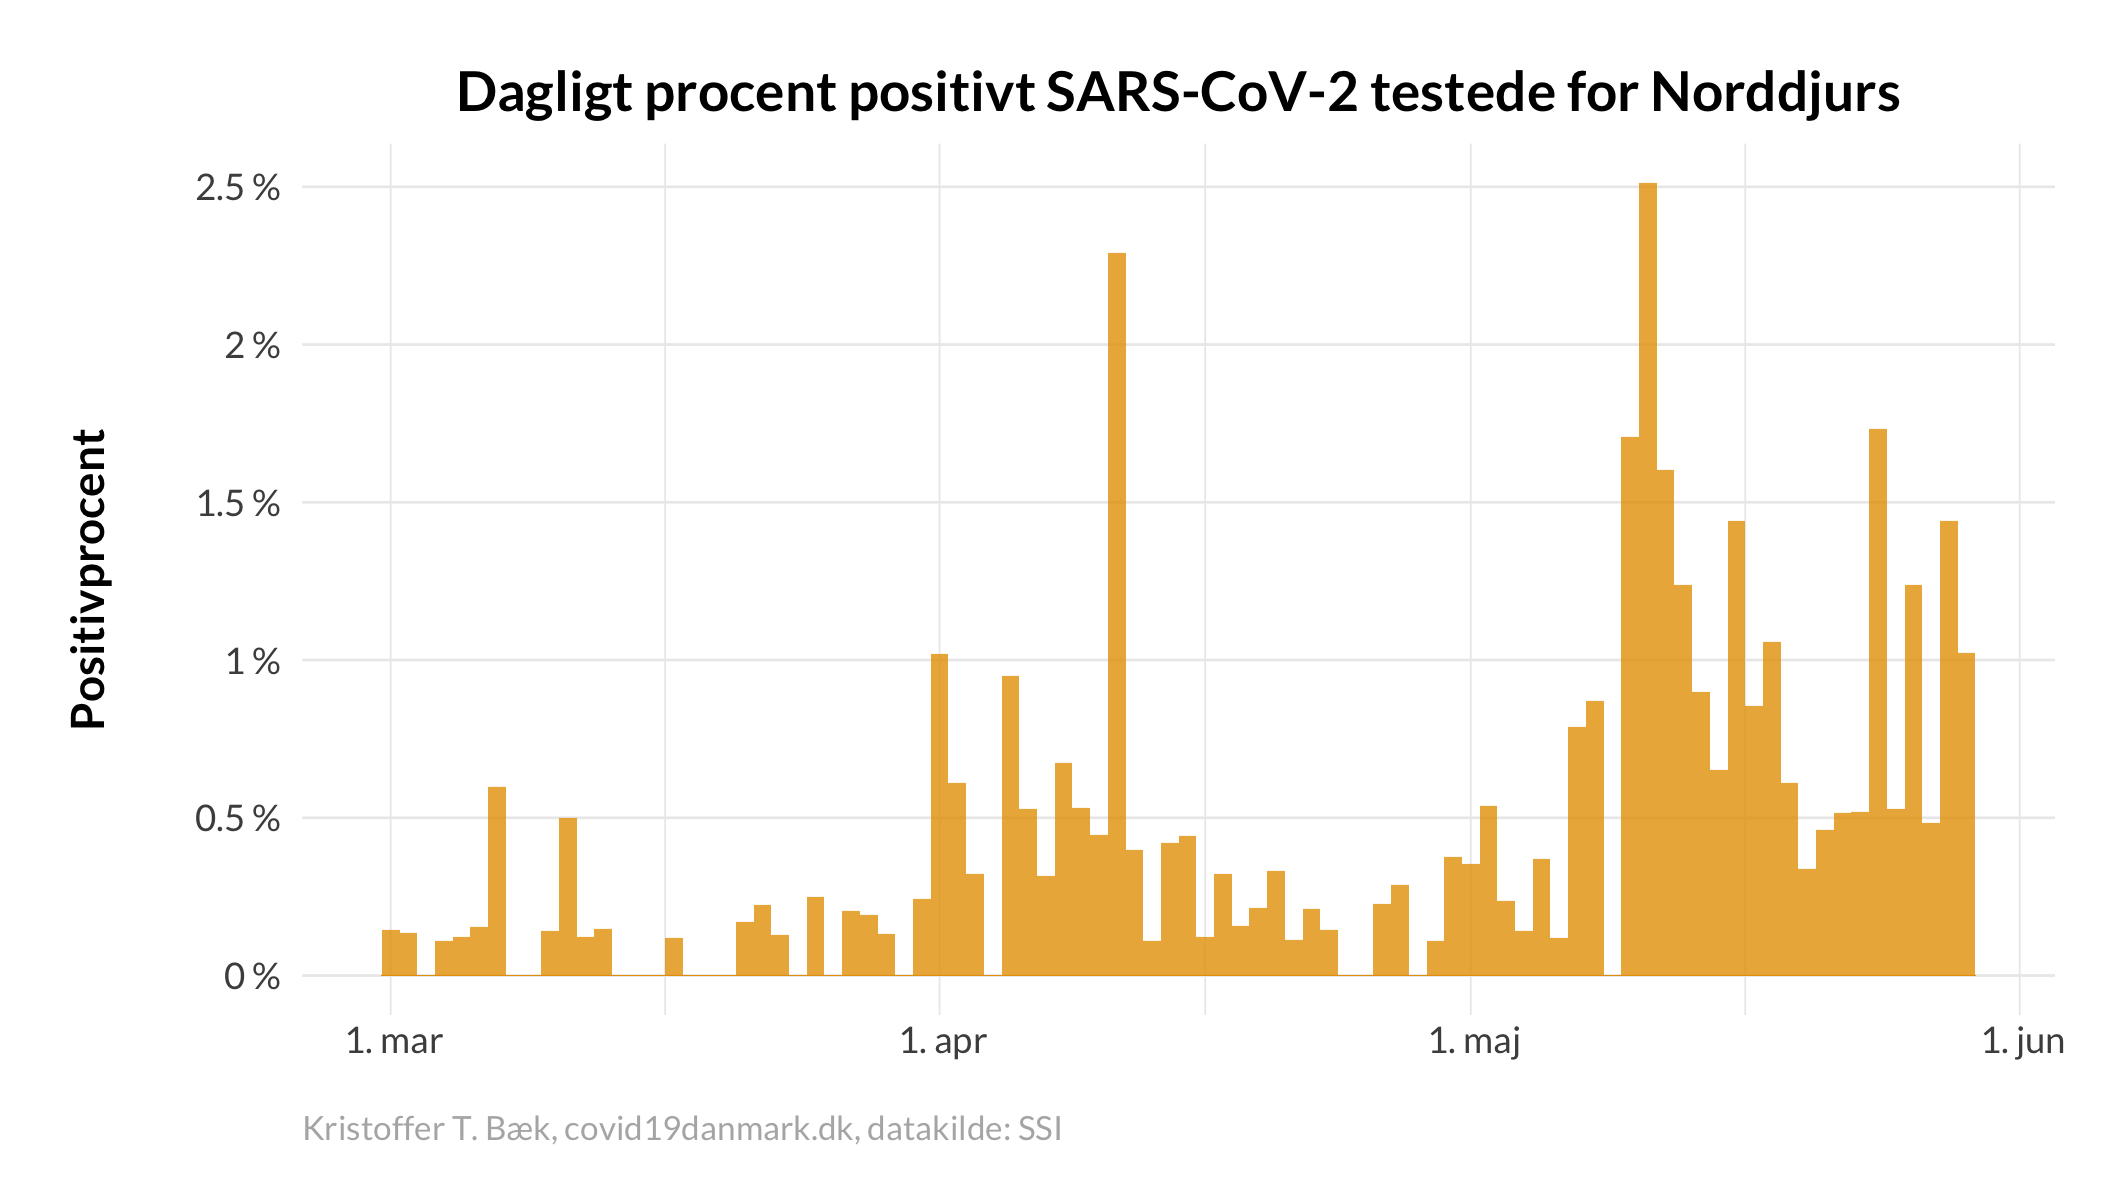 Dagligt procent positivt SARS-CoV-2 testede for Norddjurs
Positivprocent
2.5 %
2 %
1.5 %
1 %
0.5 %
0 %
1. mar
1. apr
1. maj
1. jun
Kristoffer T. Bæk, covid19danmark.dk, datakilde: SSI